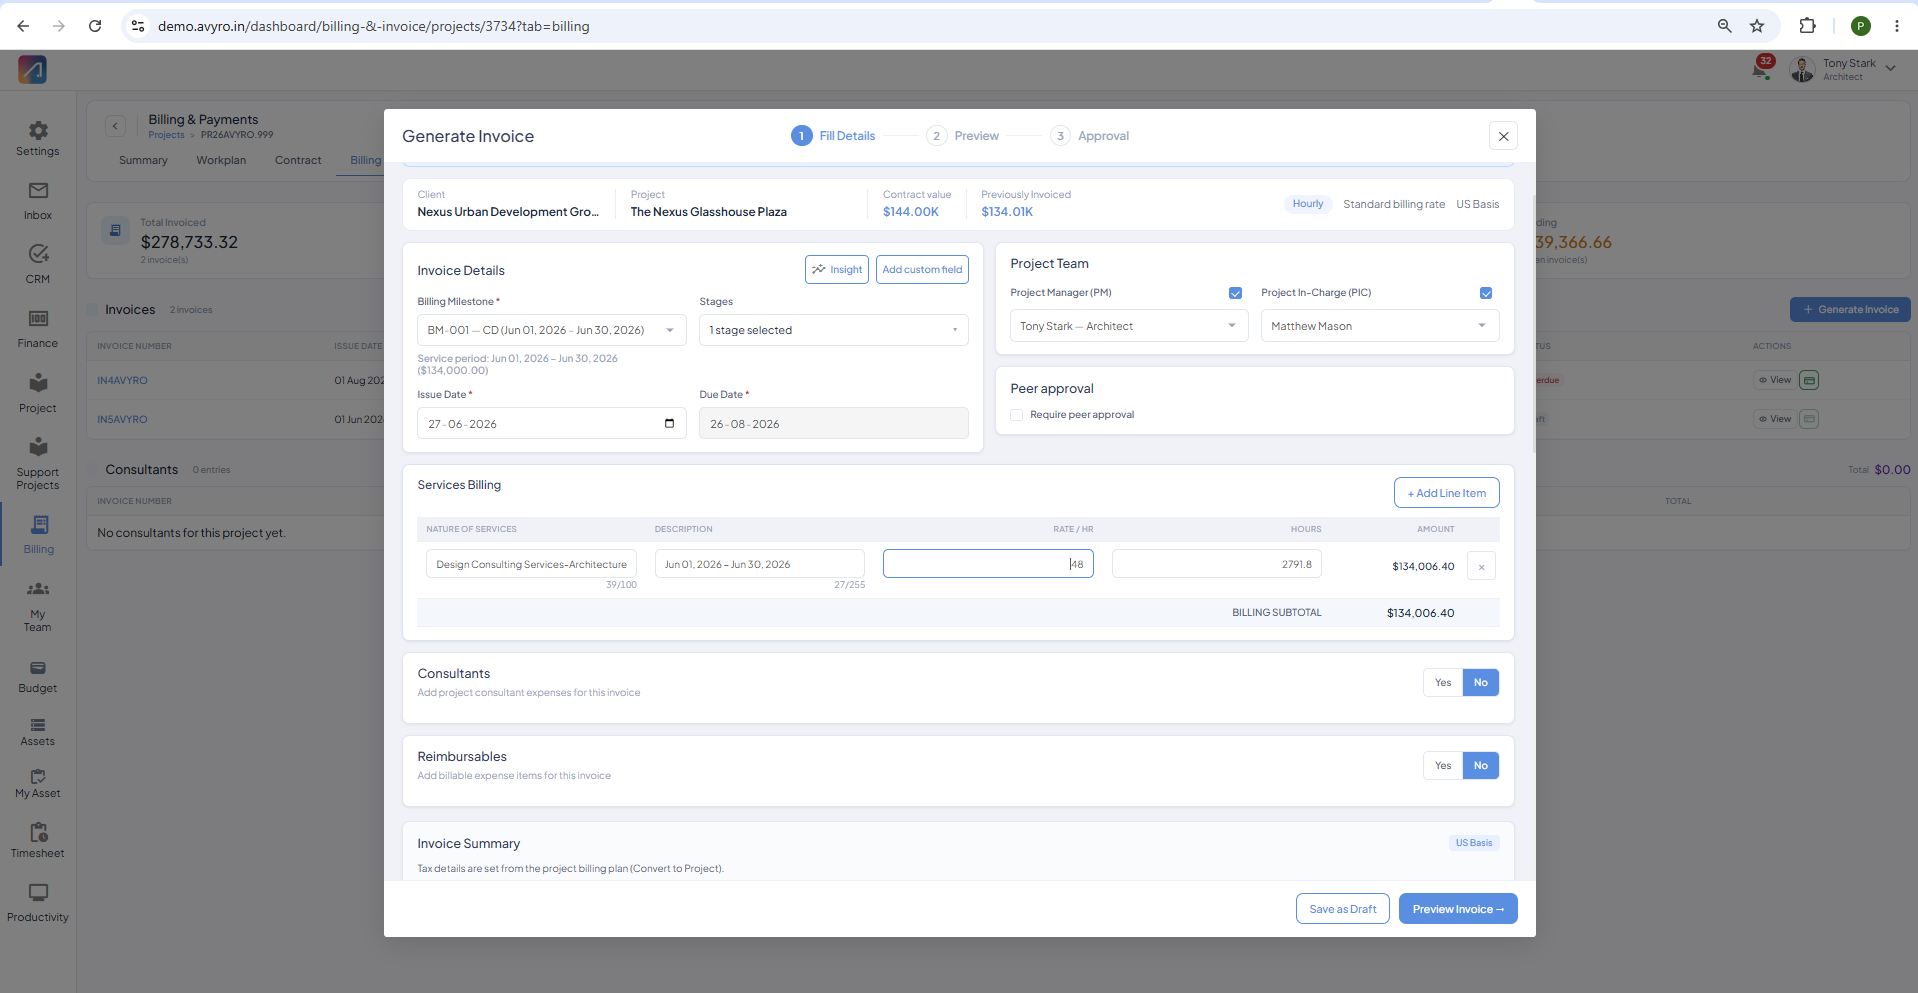 demo.avyro.in/dashboard/billing-&-invoice/projects/3734?tab=billing
P
32
Tony Stark
Architect
Settings
Inbox
CRM
Finance
Project
Support
Projects
Billing
My
Team
Budget
Assets
My Asset
Timesheet
Productivity
Billing & Payments
Projects > PR26AVYRO.999
Summary Workplan Contract Billing
Total Invoiced
$278,733.32
2 invoice(s)
ding
39,366.66
en invoice(s)
Invoices 2 invoices
+ Generate Invoice
INVOICE NUMBER ISSUE DATE TUS ACTIONS
IN4AVYRO 01 Aug 202 erdue View
IN5AVYRO 01 Jun 2026 ft View
Consultants 0 entries
Total $0.00
INVOICE NUMBER TOTAL
No consultants for this project yet.
Generate Invoice
1 Fill Details 2 Preview 3 Approval
Client
Nexus Urban Development Gro...
Project
The Nexus Glasshouse Plaza
Contract value
$144.00K
Previously Invoiced
$134.01K
Hourly Standard billing rate US Basis
Invoice Details
Insight
Add custom field
Billing Milestone *
BM-001 — CD (Jun 01, 2026 - Jun 30, 2026)
Service period: Jun 01, 2026 – Jun 30, 2026
($134,000.00)
Stages
1 stage selected
Issue Date *
27-06-2026
Due Date *
26-08-2026
Project Team
Project Manager (PM)
Tony Stark — Architect
Project In-Charge (PIC)
Matthew Mason
Peer approval
Require peer approval
Services Billing
+ Add Line Item
NATURE OF SERVICES DESCRIPTION RATE / HR HOURS AMOUNT
Design Consulting Services-Architecture Jun 01, 2026 – Jun 30, 2026 48 2791.8 $134,006.40 ×
39/100 27/255
BILLING SUBTOTAL $134,006.40
Consultants
Add project consultant expenses for this invoice
Yes No
Reimbursables
Add billable expense items for this invoice
Yes No
Invoice Summary
US Basis
Tax details are set from the project billing plan (Convert to Project).
Save as Draft
Preview Invoice →